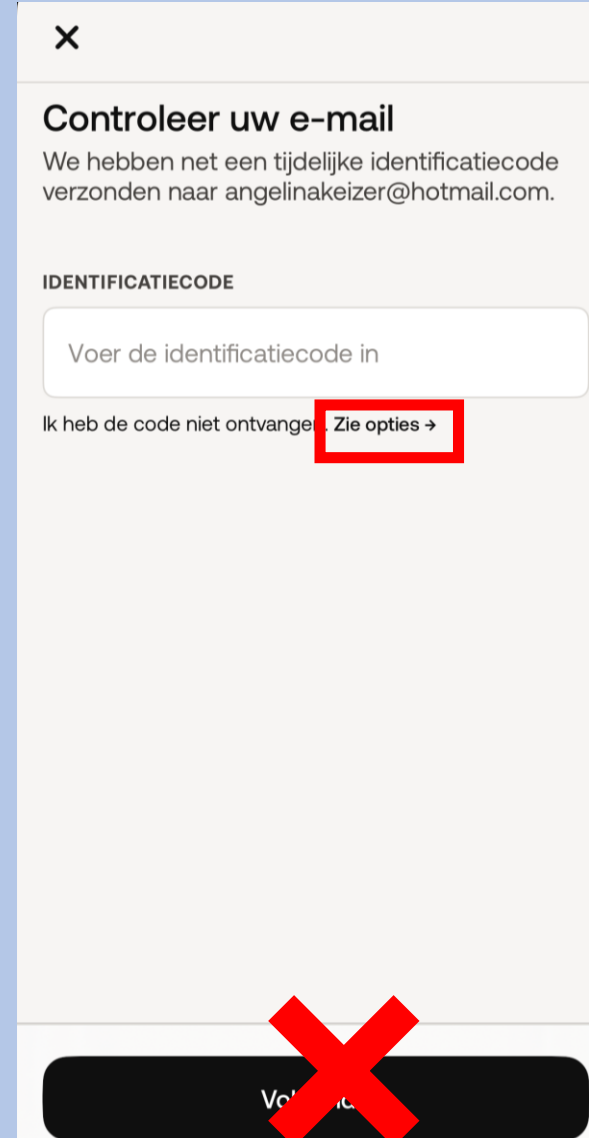 Controleer uw e-mail
We hebben net een tijdelijke identificatiecode
verzonden naar angelinakeizer@hotmail.com.
IDENTIFICATIECODE
Voer de identificatiecode in
Ik heb de code niet ontvangen. Zie opties →